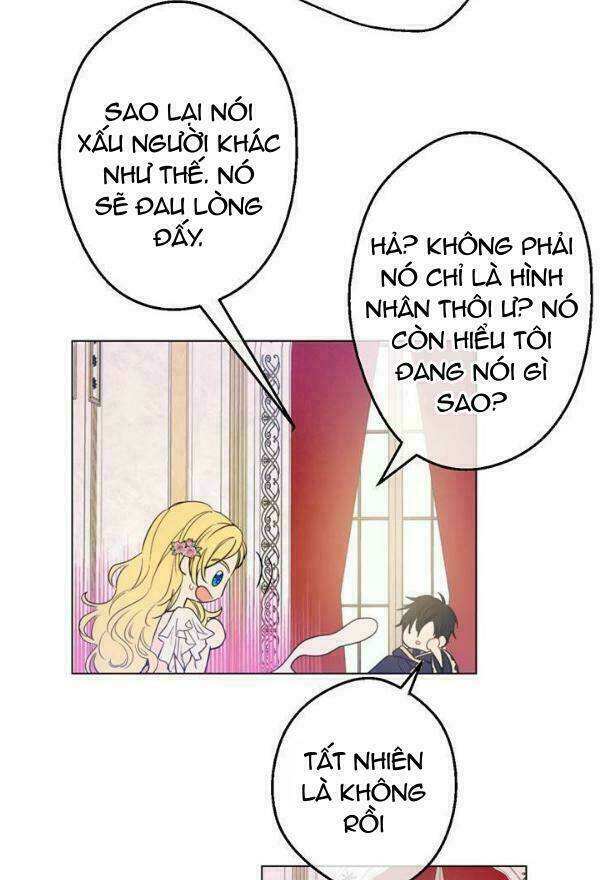 SAO LẠI NÓI
XẤU NGƯỜI KHÁC
NHƯ THẾ. NÓ
SẼ ĐAU LÒNG
ĐẤY.
HẢ? KHÔNG PHẢI
NÓ CHỈ LÀ HÌNH
NHÂN THÔI Ư? NÓ
CÒN HIỂU TÔI
ĐANG NÓI GÌ
SAO?
TẤT NHIÊN
LÀ KHÔNG
RỒI